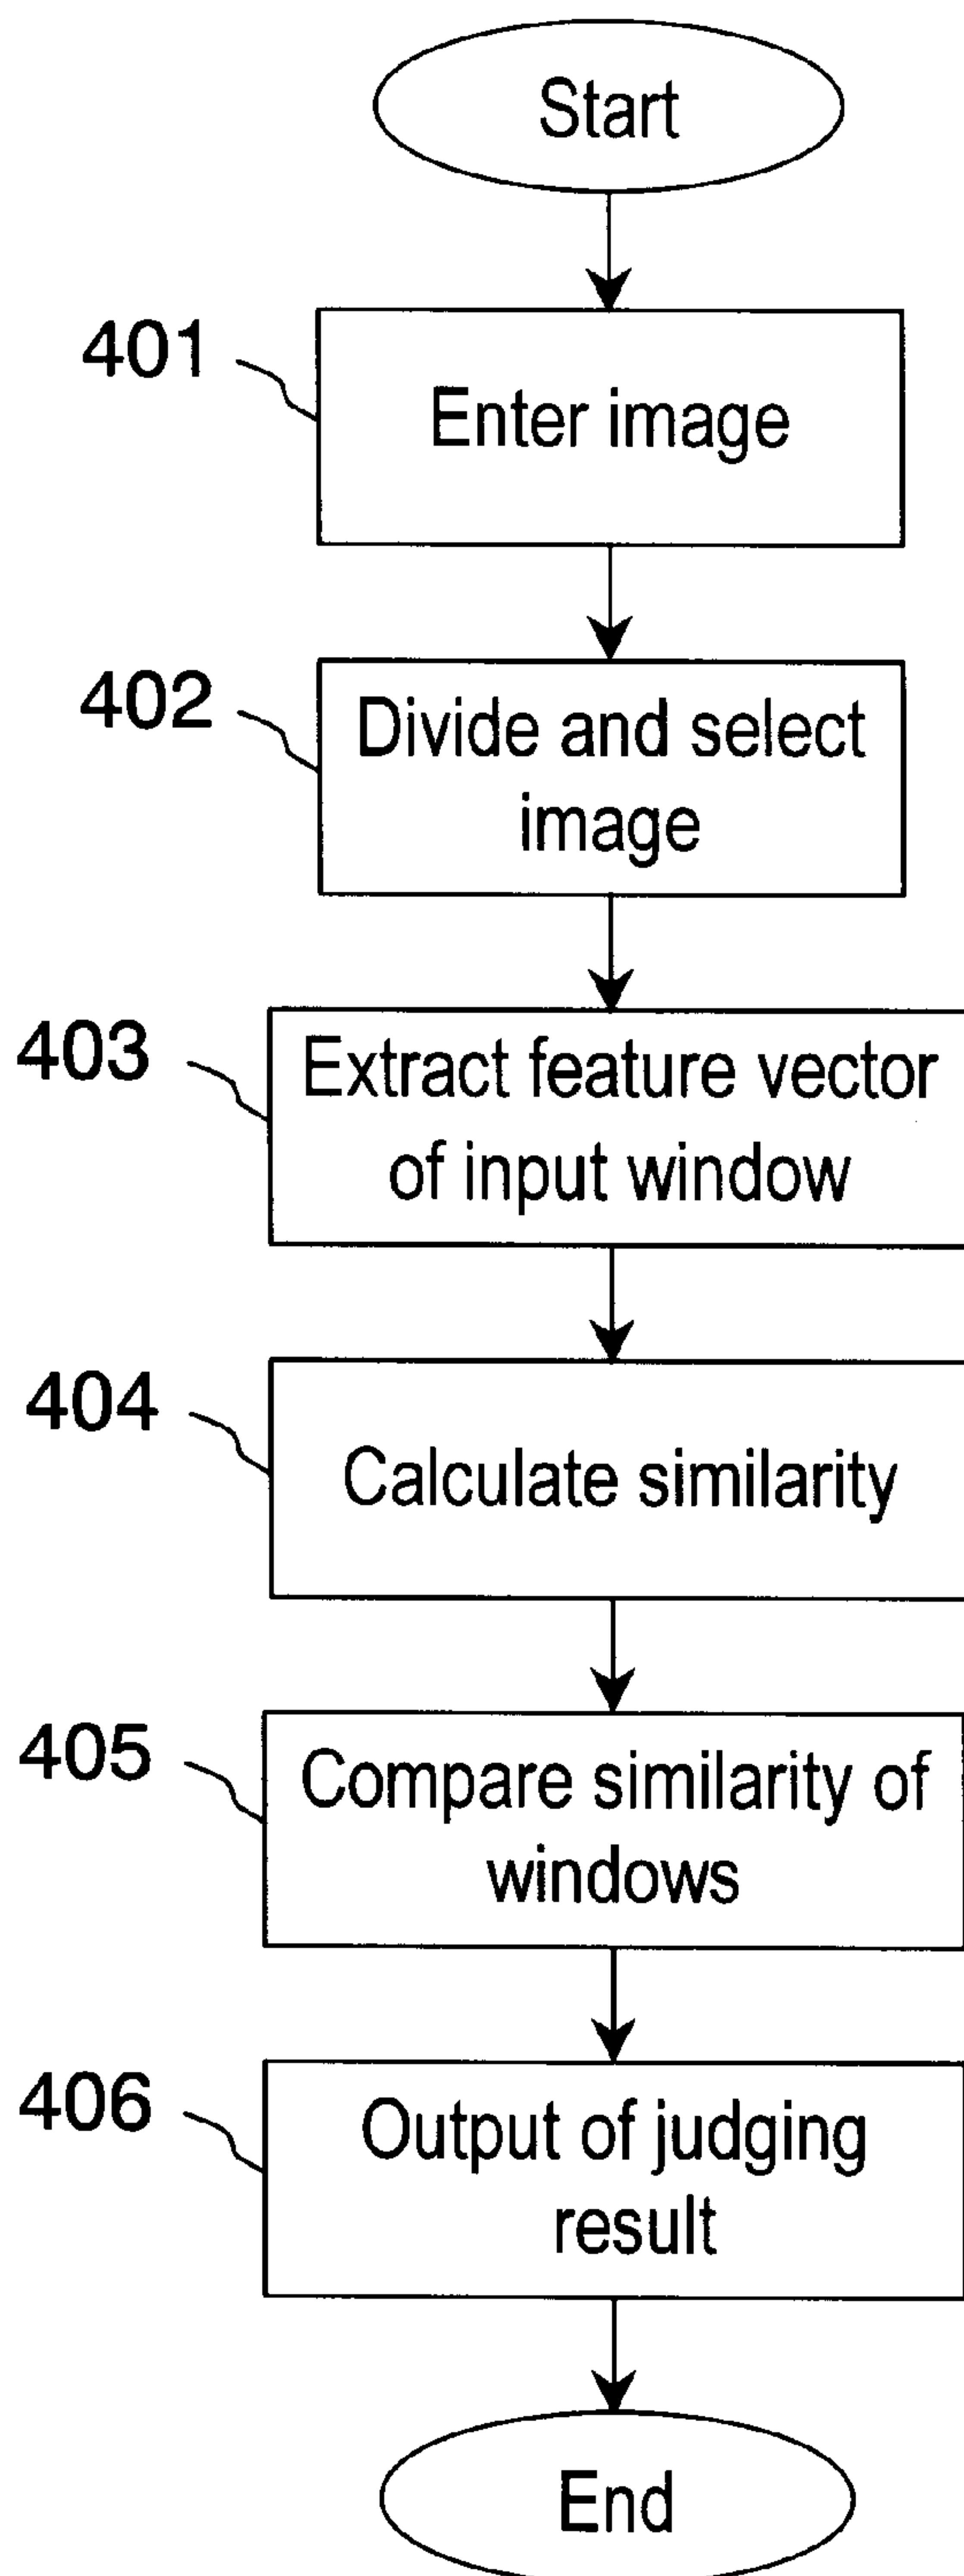 Start
401
Enter image
402
Divide and select
image
403
Extract feature vector
of input window
404
Calculate similarity
405
Compare similarity of
windows
406
Output of judging
result
End